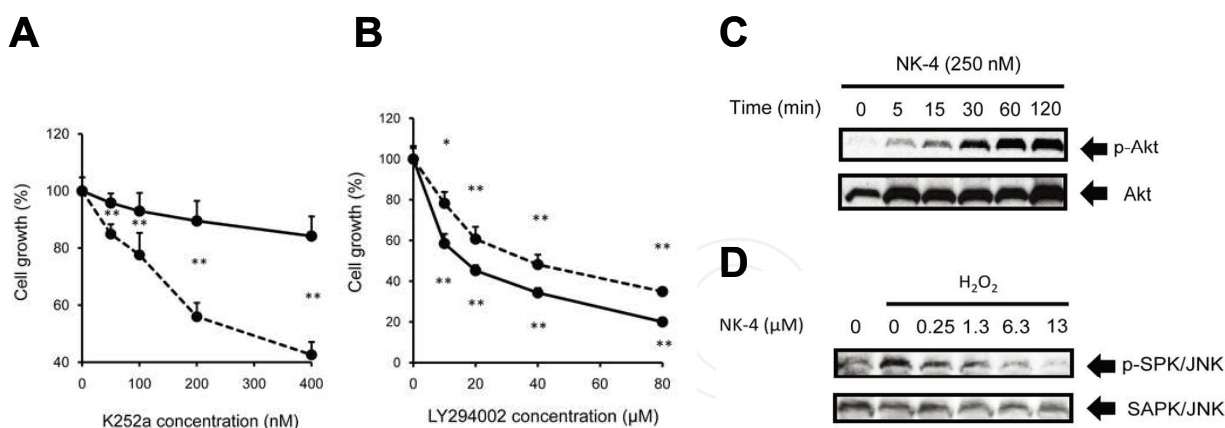 A
120
100
80
60
40
0
100
200
300
400
Cell growth (%)
K252a concentration (nM)
**
**
**
**
B
120
100
80
60
40
20
0
0
20
40
60
80
Cell growth (%)
LY294002 concentration (µM)
*
**
**
**
**
**
**
**
C
NK-4 (250 nM)
Time (min) 0 5 15 30 60 120
p-Akt
Akt
D
H₂O₂
NK-4 (µM) 0 0 0.25 1.3 6.3 13
p-SPK/JNK
SAPK/JNK